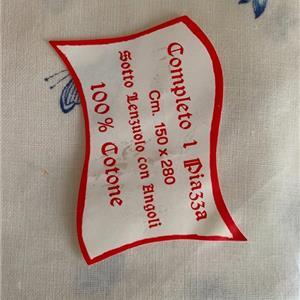 Completo 1 Piazza
Cm. 150 x 280
Sotto Lenzuolo con Angoli
100% Cotone